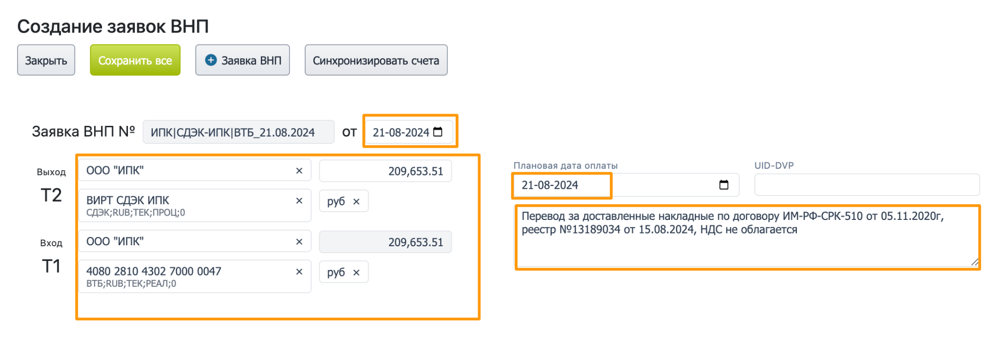 Создание заявок ВНП
Закрыть
Сохранить все
Заявка ВНП
Синхронизировать счета
Заявка ВНП № ИПК|СДЭК-ИПК|ВТБ_21.08.2024 от 21-08-2024
Выход
Т2
ООО "ИПК" × 209,653.51
ВИРТ СДЭК ИПК × руб ×
СДЭК;RUB;ТЕК;ПРОЦ;0
Вход
Т1
ООО "ИПК" × 209,653.51
4080 2810 4302 7000 0047 × руб ×
ВТБ;RUB;ТЕК;РЕАЛ;0
Плановая дата оплаты
21-08-2024
UID-DVP
Перевод за доставленные накладные по договору ИМ-РФ-СРК-510 от 05.11.2020г,
реестр №13189034 от 15.08.2024, НДС не облагается